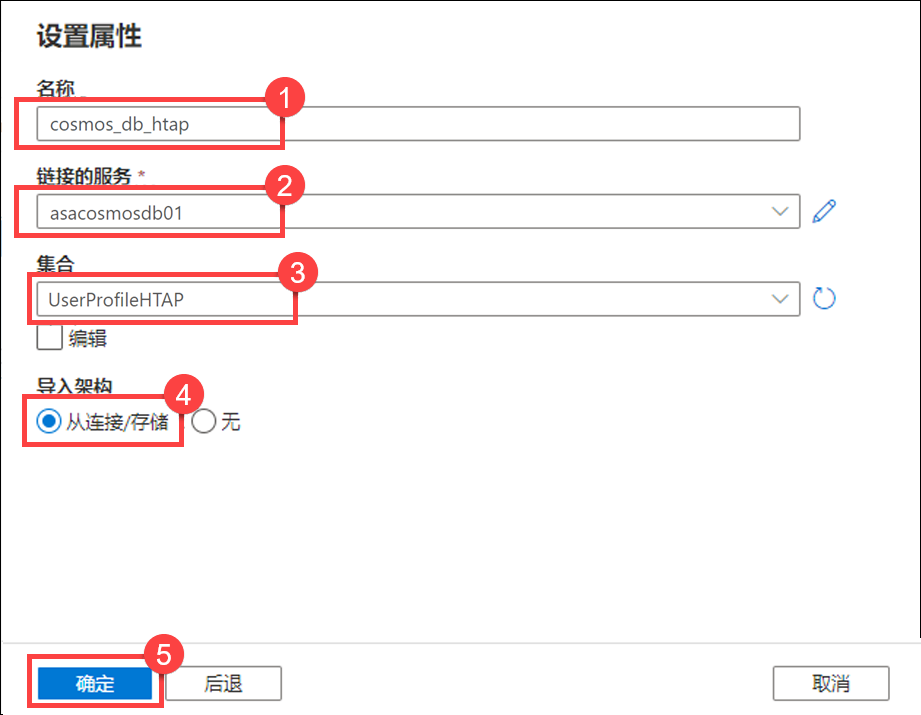 设置属性
名称
1
cosmos_db_htap
链接的服务 *
2
asacosmosdb01
集合
3
UserProfileHTAP
编辑
导入架构
4
从连接/存储 无
5
确定 后退 取消